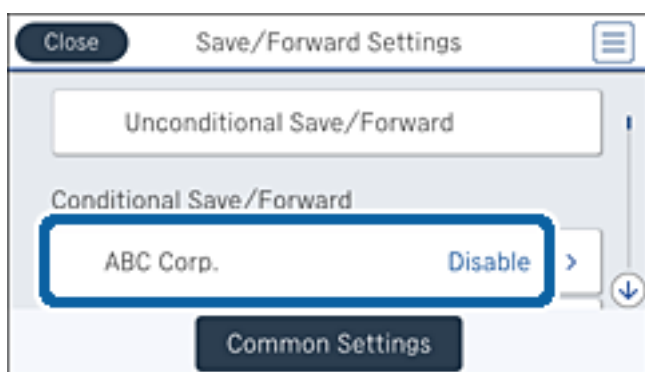 Close Save/Forward Settings
Unconditional Save/Forward
Conditional Save/Forward
ABC Corp. Disable >
Common Settings